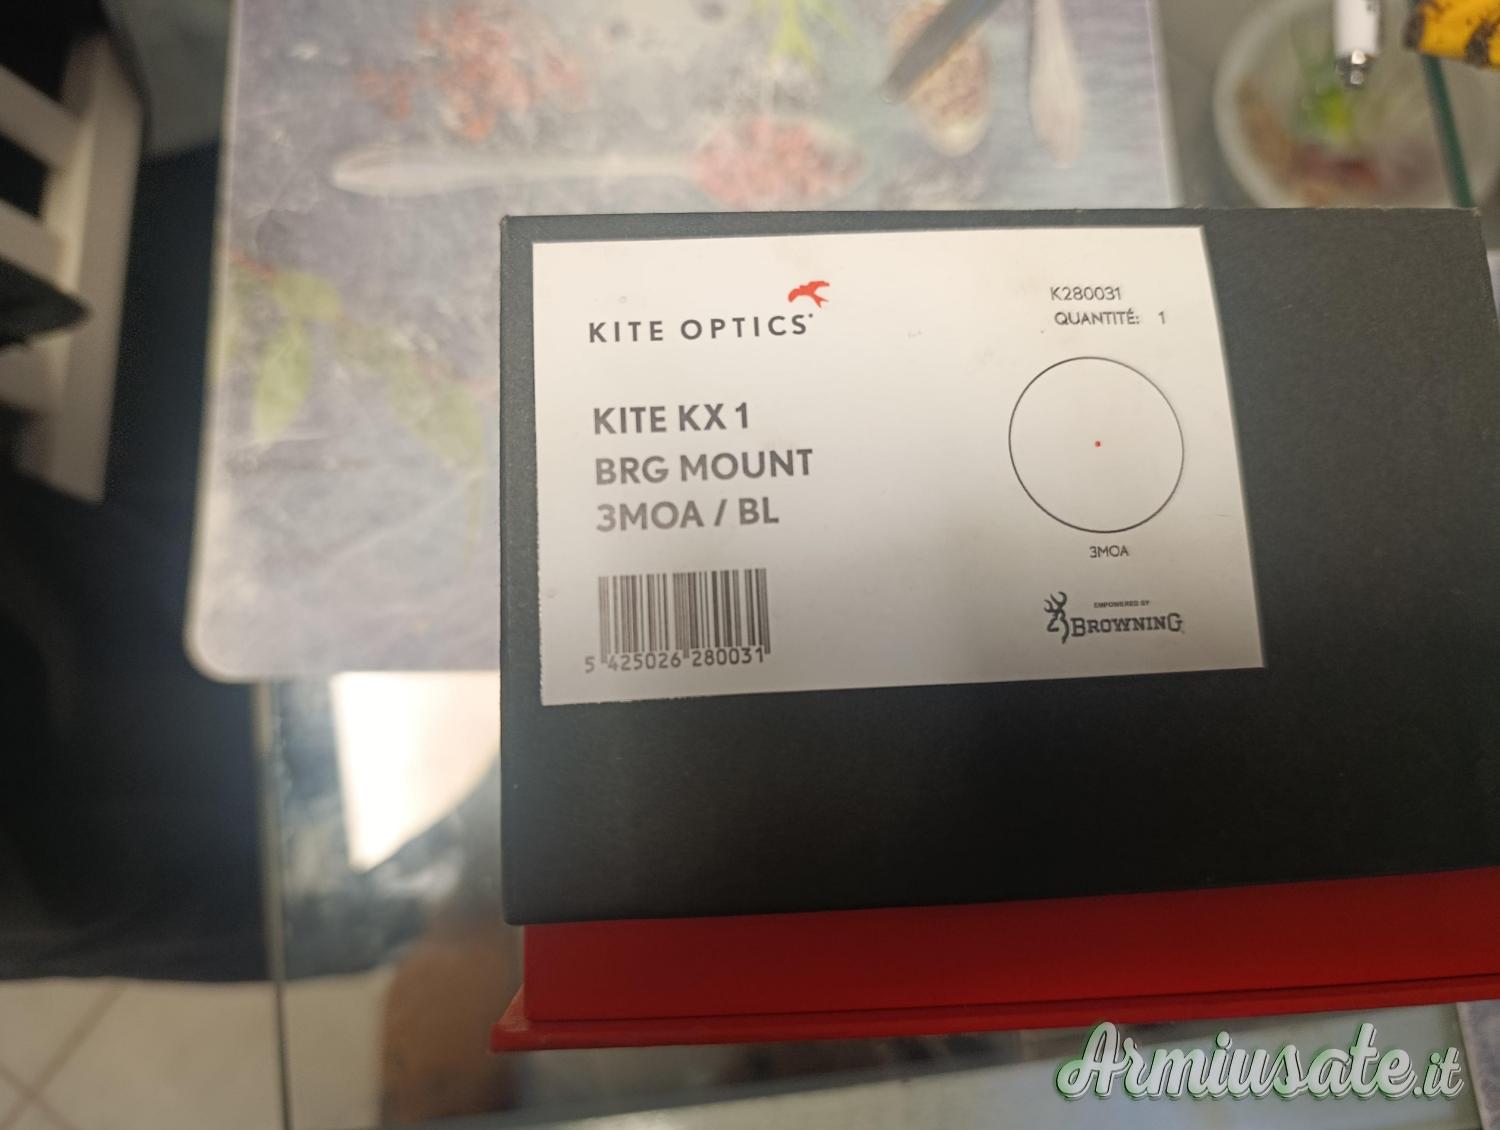 KITE OPTICS
K280031
QUANTITÉ: 1
KITE KX 1
BRG MOUNT
3MOA / BL
3MOA
EMPOWERED BY
BROWNING
5 425026 280031
Armiusate.it